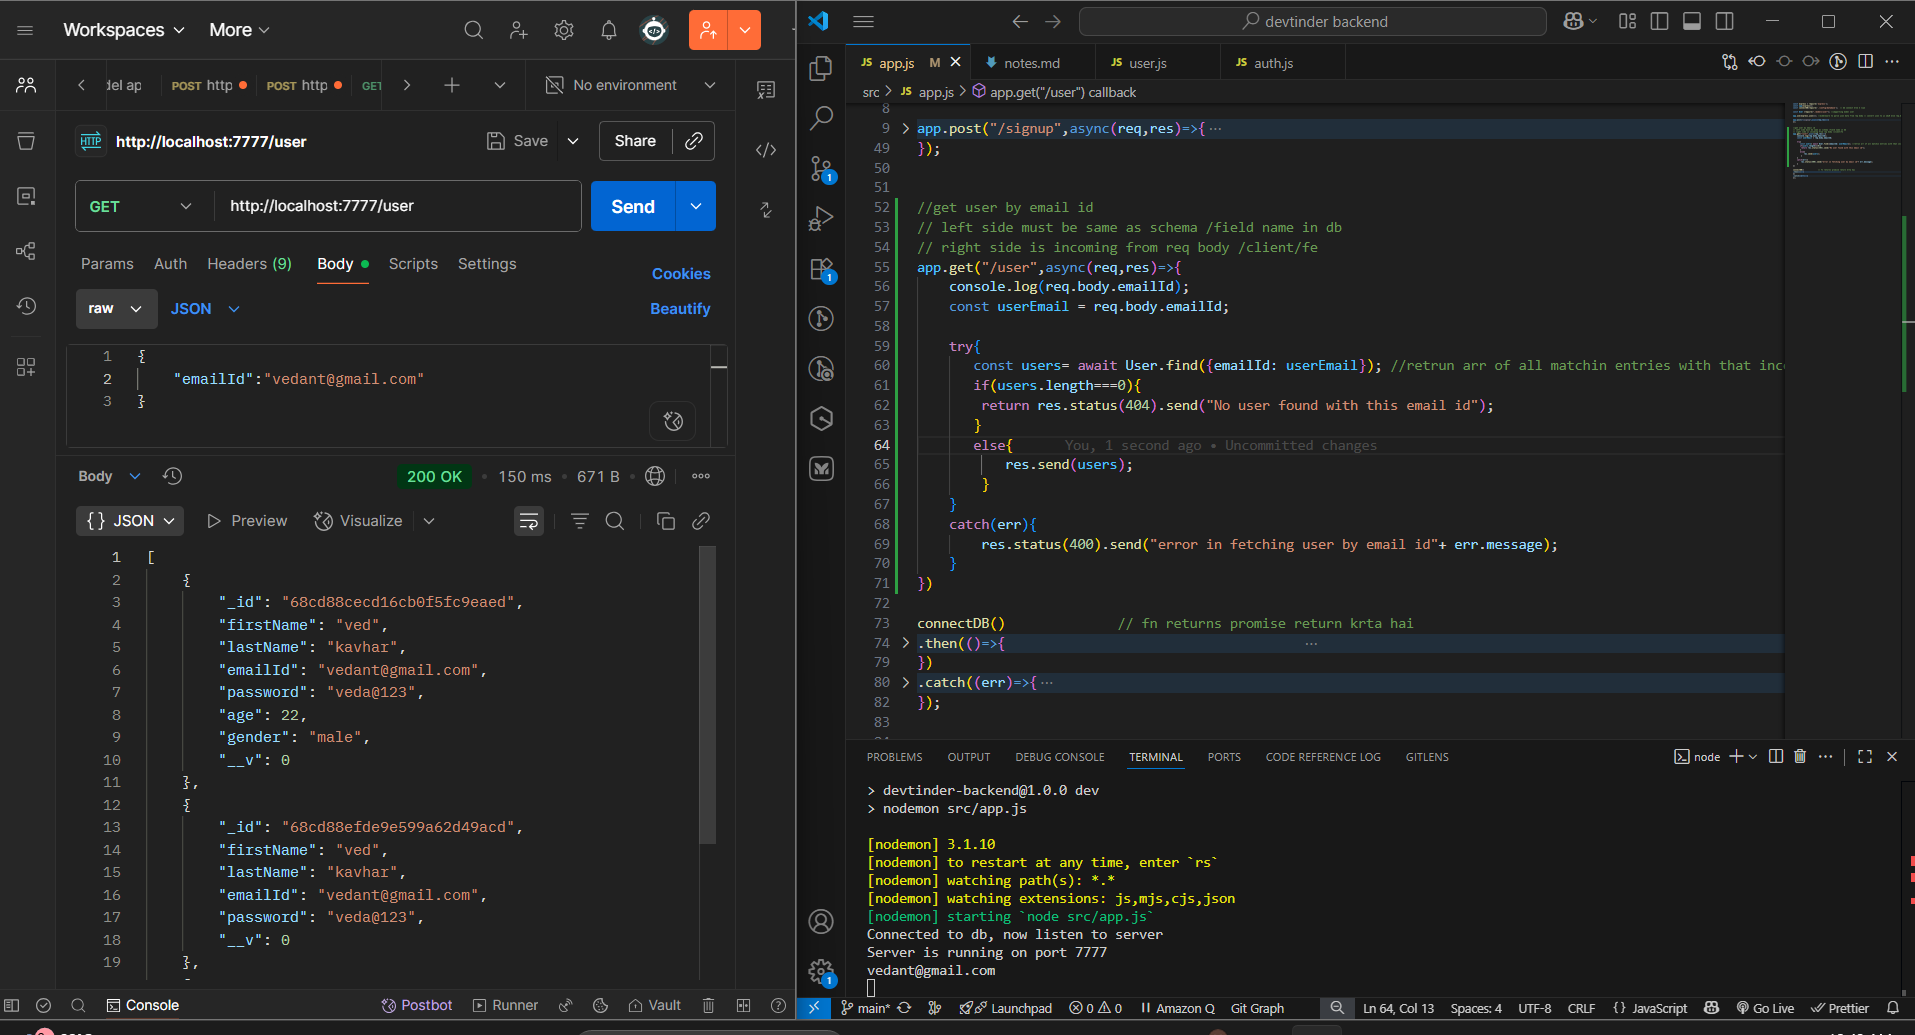 Workspaces
More
del ap
POST http
POST http
GET
No environment
HTTP
http://localhost:7777/user
Save
Share
GET
http://localhost:7777/user
Send
Params
Auth
Headers (9)
Body
Scripts
Settings
Cookies
raw
JSON
Beautify
1 {
2 "emailId":"vedant@gmail.com"
3 }
Body
200 OK
150 ms
671 B
{} JSON
Preview
Visualize
1 [
2 {
3 "_id": "68cd88cecd16cb0f5fc9eaed",
4 "firstName": "ved",
5 "lastName": "kavhar",
6 "emailId": "vedant@gmail.com",
7 "password": "veda@123",
8 "age": 22,
9 "gender": "male",
10 "__v": 0
11 },
12 {
13 "_id": "68cd88efde9e599a62d49acd",
14 "firstName": "ved",
15 "lastName": "kavhar",
16 "emailId": "vedant@gmail.com",
17 "password": "veda@123",
18 "__v": 0
19 },
Console
Postbot
Runner
Vault
devtinder backend
JS app.js M
notes.md
JS user.js
JS auth.js
src > JS app.js > app.get("/user") callback
8
9 app.post("/signup",async(req,res)=>{ ···
49 });
50
51
52 //get user by email id
53 // left side must be same as schema /field name in db
54 // right side is incoming from req body /client/fe
55 app.get("/user",async(req,res)=>{
56 console.log(req.body.emailId);
57 const userEmail = req.body.emailId;
58
59 try{
60 const users= await User.find({emailId: userEmail}); //retrun arr of all matchin entries with that inc
61 if(users.length===0){
62 return res.status(404).send("No user found with this email id");
63 }
64 else{ You, 1 second ago • Uncommitted changes
65 res.send(users);
66 }
67 }
68 catch(err){
69 res.status(400).send("error in fetching user by email id"+ err.message);
70 }
71 })
72
73 connectDB() // fn returns promise return krta hai
74 .then(()=>{ ···
79 })
80 .catch((err)=>{ ···
82 });
83
PROBLEMS
OUTPUT
DEBUG CONSOLE
TERMINAL
PORTS
CODE REFERENCE LOG
GITLENS
node
> devtinder-backend@1.0.0 dev
> nodemon src/app.js
[nodemon] 3.1.10
[nodemon] to restart at any time, enter `rs`
[nodemon] watching path(s): *.*
[nodemon] watching extensions: js,mjs,cjs,json
[nodemon] starting `node src/app.js`
Connected to db, now listen to server
Server is running on port 7777
vedant@gmail.com
1
1
1
main*
Launchpad
0 0
Amazon Q
Git Graph
Ln 64, Col 13
Spaces: 4
UTF-8
CRLF
{} JavaScript
Go Live
Prettier